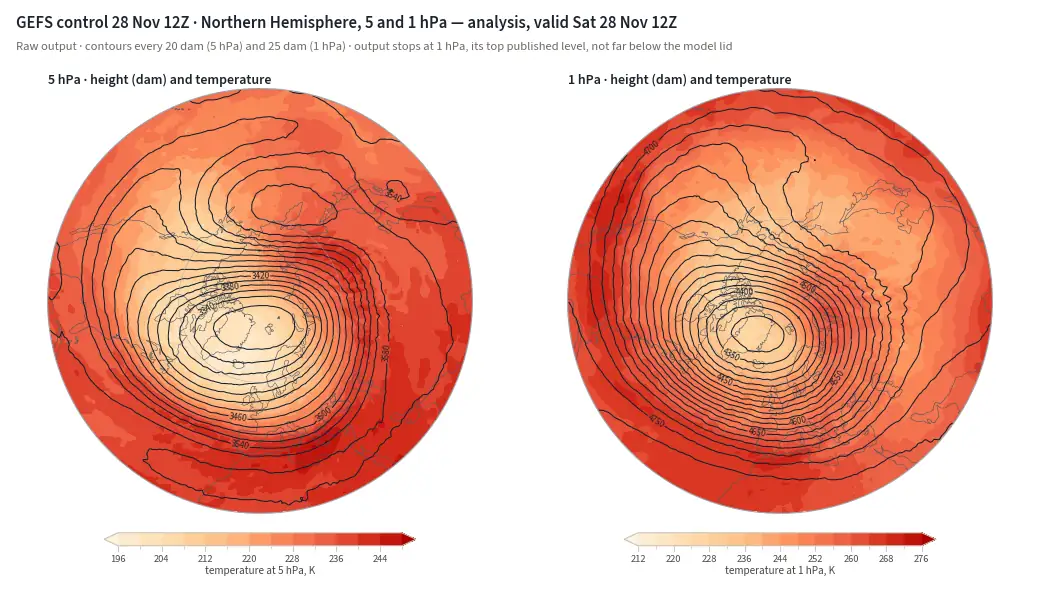 GEFS control 28 Nov 12Z · Northern Hemisphere, 5 and 1 hPa — analysis, valid Sat 28 Nov 12Z
Raw output · contours every 20 dam (5 hPa) and 25 dam (1 hPa) · output stops at 1 hPa, its top published level, not far below the model lid
5 hPa · height (dam) and temperature
1 hPa · height (dam) and temperature
3420
3580
3460
3540
4700
4600
4400
4350
4450
4750
4650
4600
196 204 212 220 228 236 244
temperature at 5 hPa, K
212 220 228 236 244 252 260 268 276
temperature at 1 hPa, K